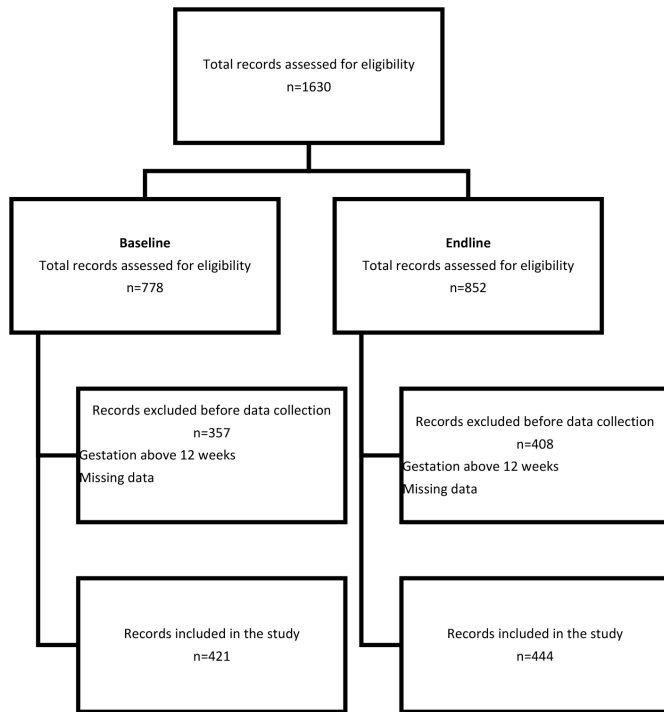 Total records assessed for eligibility
n=1630
Baseline
Total records assessed for eligibility
n=778
Endline
Total records assessed for eligibility
n=852
Records excluded before data collection
n=357
Gestation above 12 weeks
Missing data
Records excluded before data collection
n=408
Gestation above 12 weeks
Missing data
Records included in the study
n=421
Records included in the study
n=444